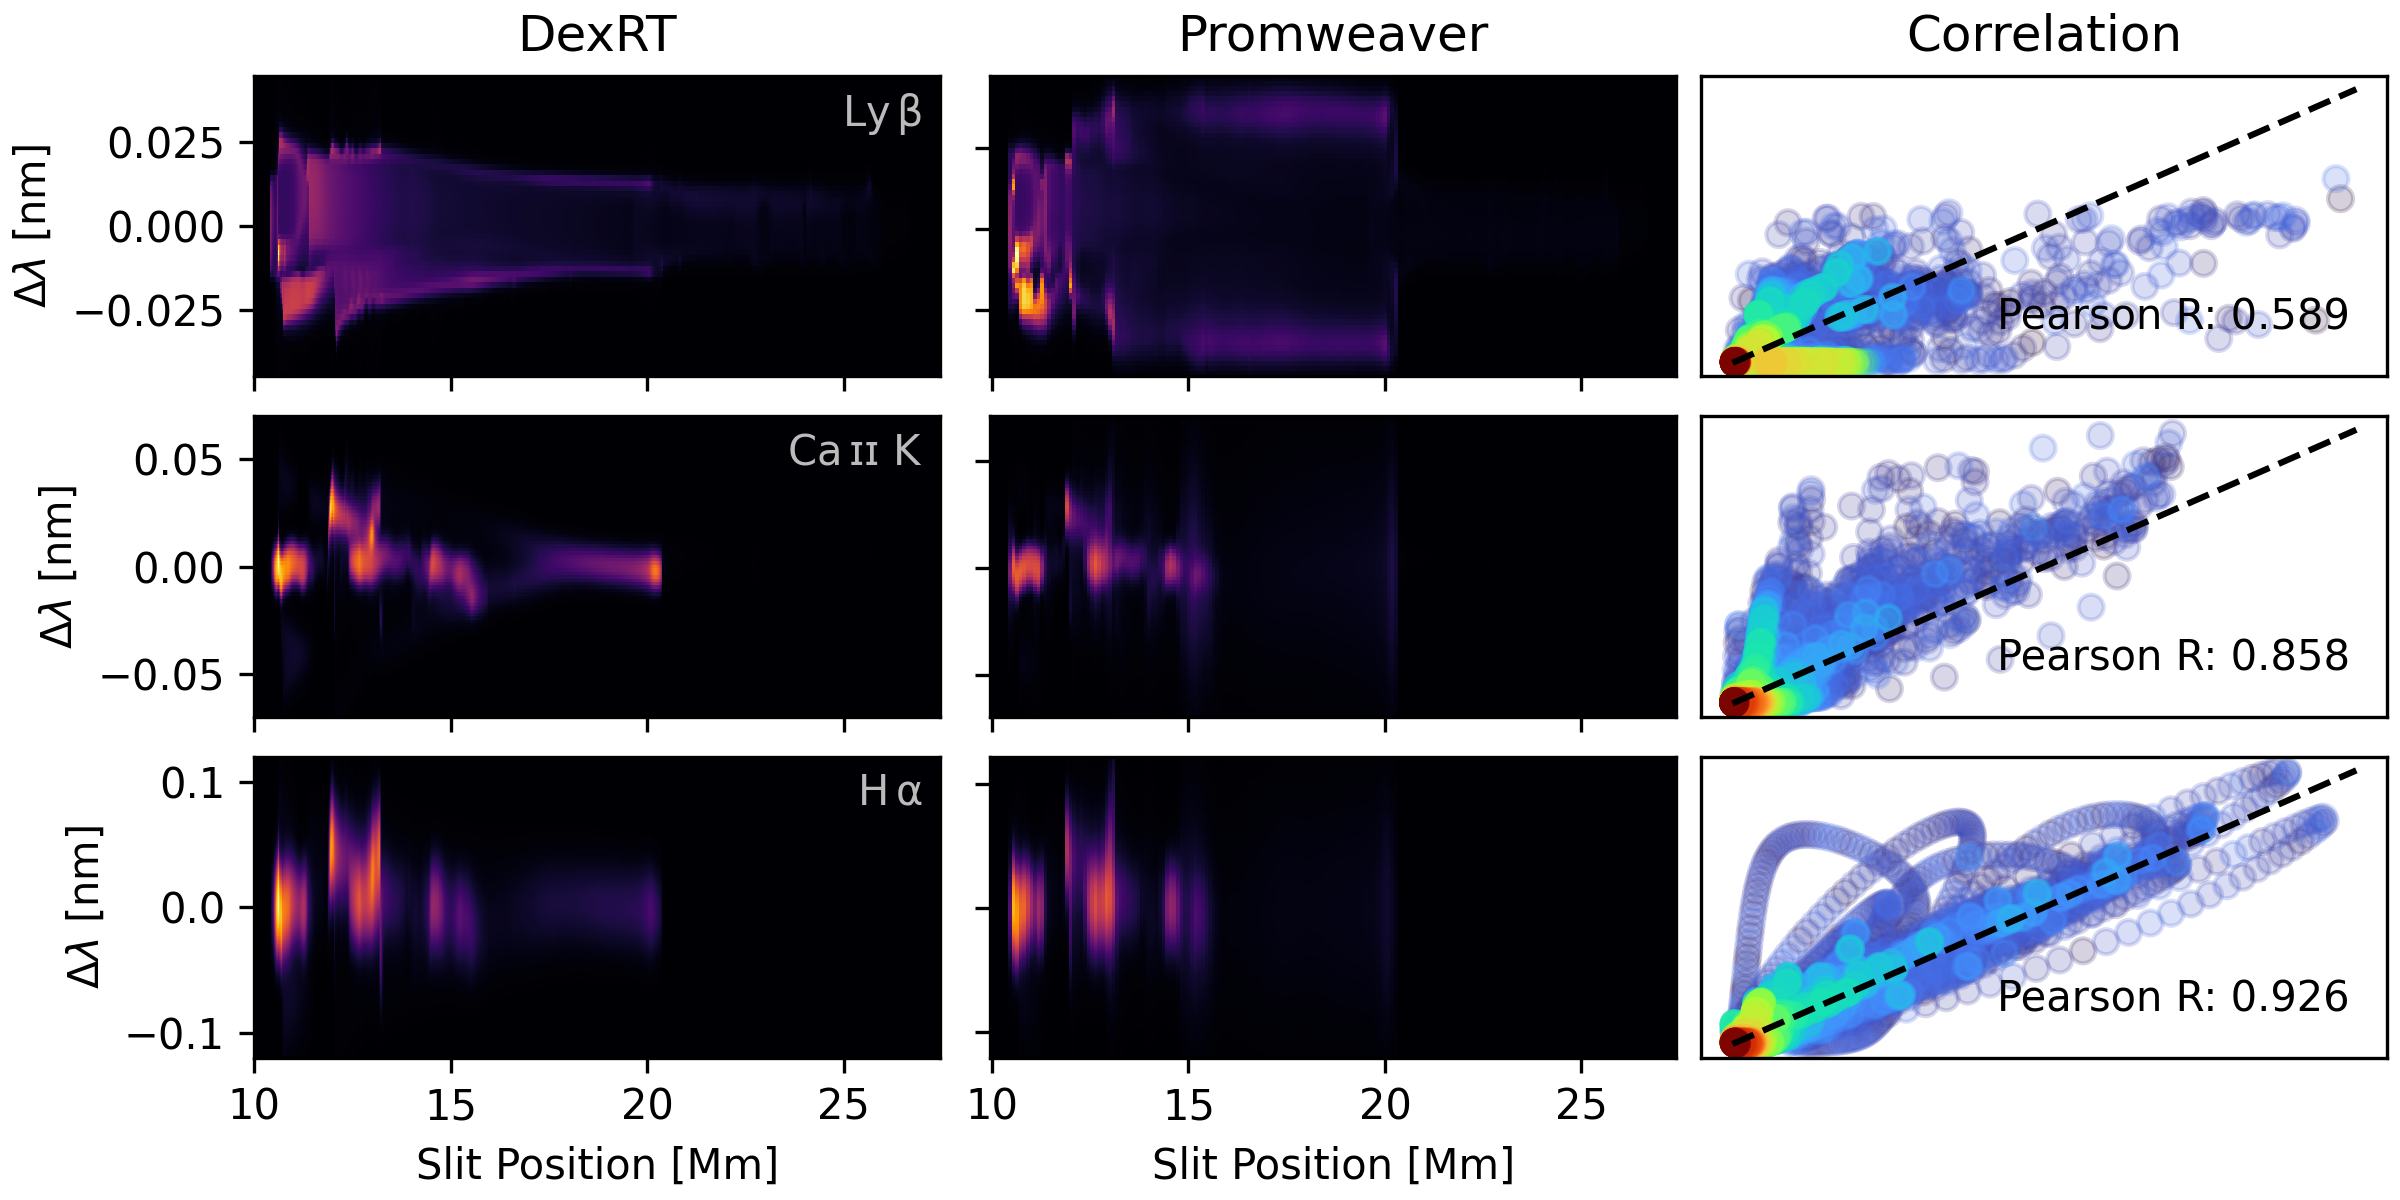 DexRT
Promweaver
Correlation
Δλ [nm]
0.025
0.000
−0.025
Ly β
Pearson R: 0.589
10
15
20
25
Δλ [nm]
0.05
0.00
−0.05
Ca ɪɪ K
Pearson R: 0.858
Δλ [nm]
0.1
0.0
−0.1
H α
Pearson R: 0.926
10
15
20
25
Slit Position [Mm]
Slit Position [Mm]